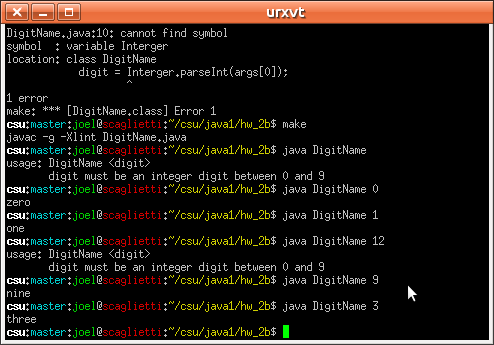 urxvt
DigitName.java:10: cannot find symbol
symbol  : variable Interger
location: class DigitName
            digit = Interger.parseInt(args[0]);
                    ^
1 error
make: *** [DigitName.class] Error 1
csu:master:joel@scaglietti:~/csu/java1/hw_2b$ make
javac -g -Xlint DigitName.java
csu:master:joel@scaglietti:~/csu/java1/hw_2b$ java DigitName
usage: DigitName <digit>
       digit must be an integer digit between 0 and 9
csu:master:joel@scaglietti:~/csu/java1/hw_2b$ java DigitName 0
zero
csu:master:joel@scaglietti:~/csu/java1/hw_2b$ java DigitName 1
one
csu:master:joel@scaglietti:~/csu/java1/hw_2b$ java DigitName 12
usage: DigitName <digit>
       digit must be an integer digit between 0 and 9
csu:master:joel@scaglietti:~/csu/java1/hw_2b$ java DigitName 9
nine
csu:master:joel@scaglietti:~/csu/java1/hw_2b$ java DigitName 3
three
csu:master:joel@scaglietti:~/csu/java1/hw_2b$